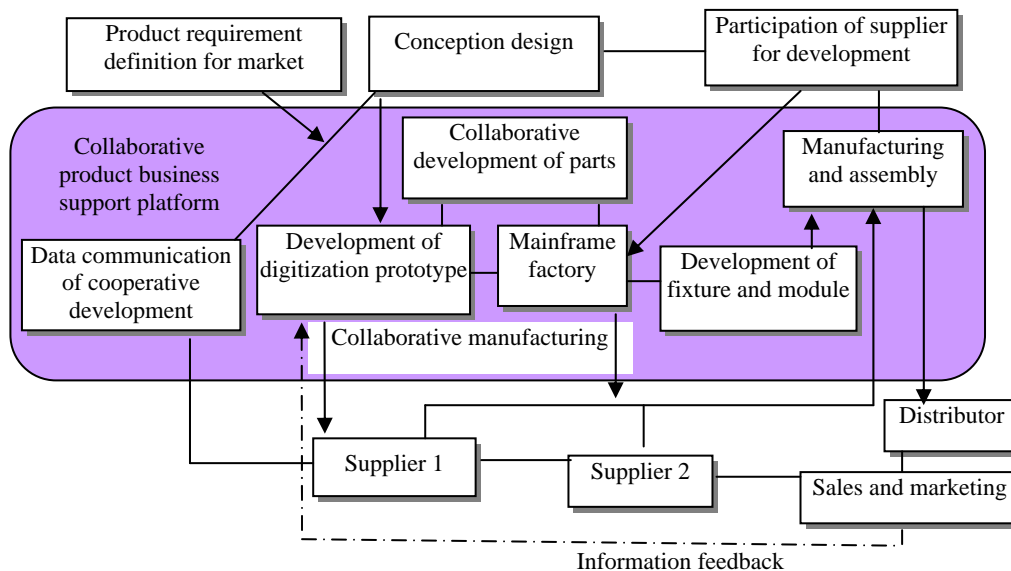 Product requirement
definition for market
Conception design
Participation of supplier
for development
Collaborative
product business
support platform
Collaborative
development of parts
Manufacturing
and assembly
Data communication
of cooperative
development
Development of
digitization prototype
Mainframe
factory
Development of
fixture and module
Collaborative manufacturing
Distributor
Supplier 1
Supplier 2
Sales and marketing
Information feedback